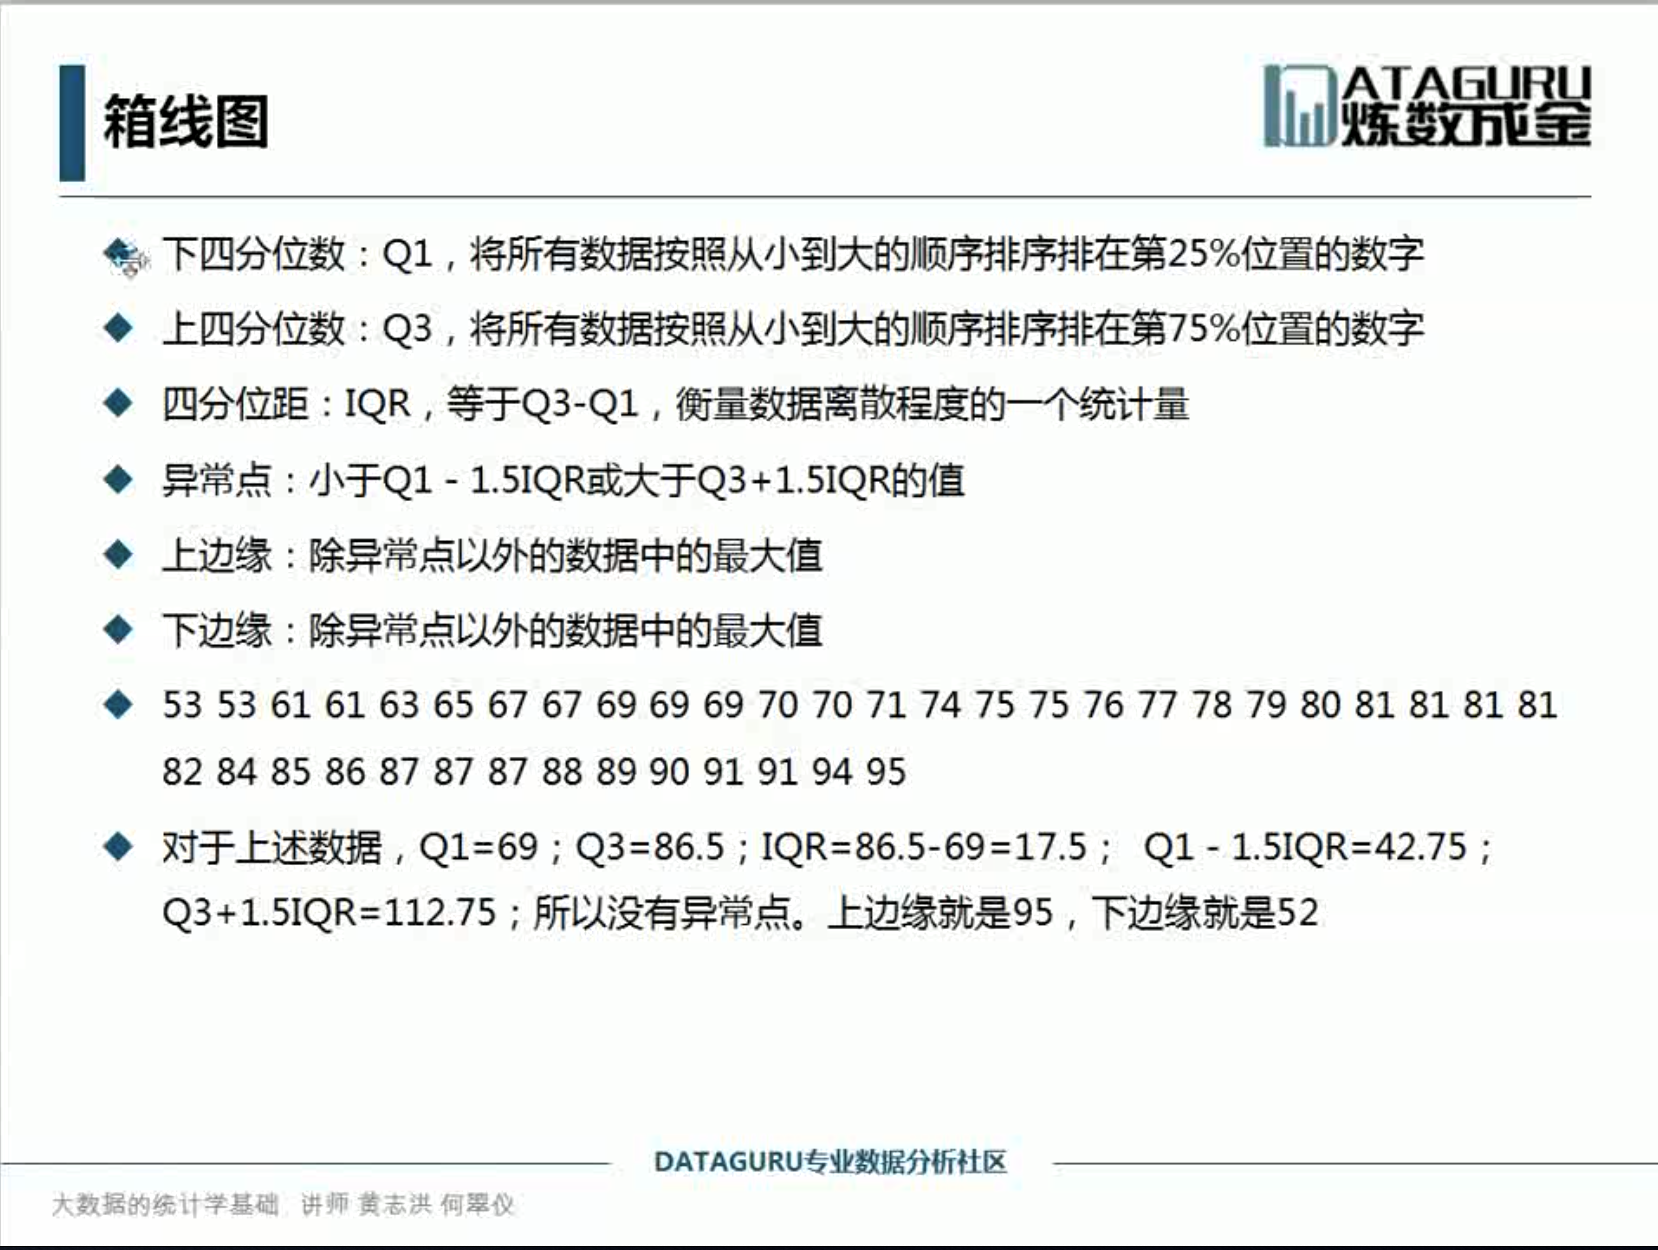 箱线图
DATAGURU
炼数成金
下四分位数：Q1，将所有数据按照从小到大的顺序排序排在第25%位置的数字
上四分位数：Q3，将所有数据按照从小到大的顺序排序排在第75%位置的数字
四分位距：IQR，等于Q3-Q1，衡量数据离散程度的一个统计量
异常点：小于Q1 - 1.5IQR或大于Q3+1.5IQR的值
上边缘：除异常点以外的数据中的最大值
下边缘：除异常点以外的数据中的最大值
53 53 61 61 63 65 67 67 69 69 69 70 70 71 74 75 75 76 77 78 79 80 81 81 81 81
82 84 85 86 87 87 87 88 89 90 91 91 94 95
对于上述数据，Q1=69；Q3=86.5；IQR=86.5-69=17.5； Q1 - 1.5IQR=42.75；
Q3+1.5IQR=112.75；所以没有异常点。上边缘就是95，下边缘就是52
DATAGURU专业数据分析社区
大数据的统计学基础 讲师 黄志洪 何翠仪